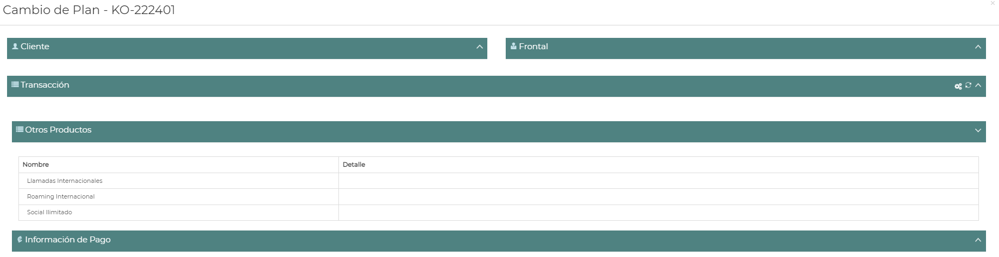 Cambio de Plan - KO-222401
Cliente
Frontal
Transacción
Otros Productos
Nombre
Detalle
Llamadas Internacionales
Roaming Internacional
Social Ilimitado
Información de Pago